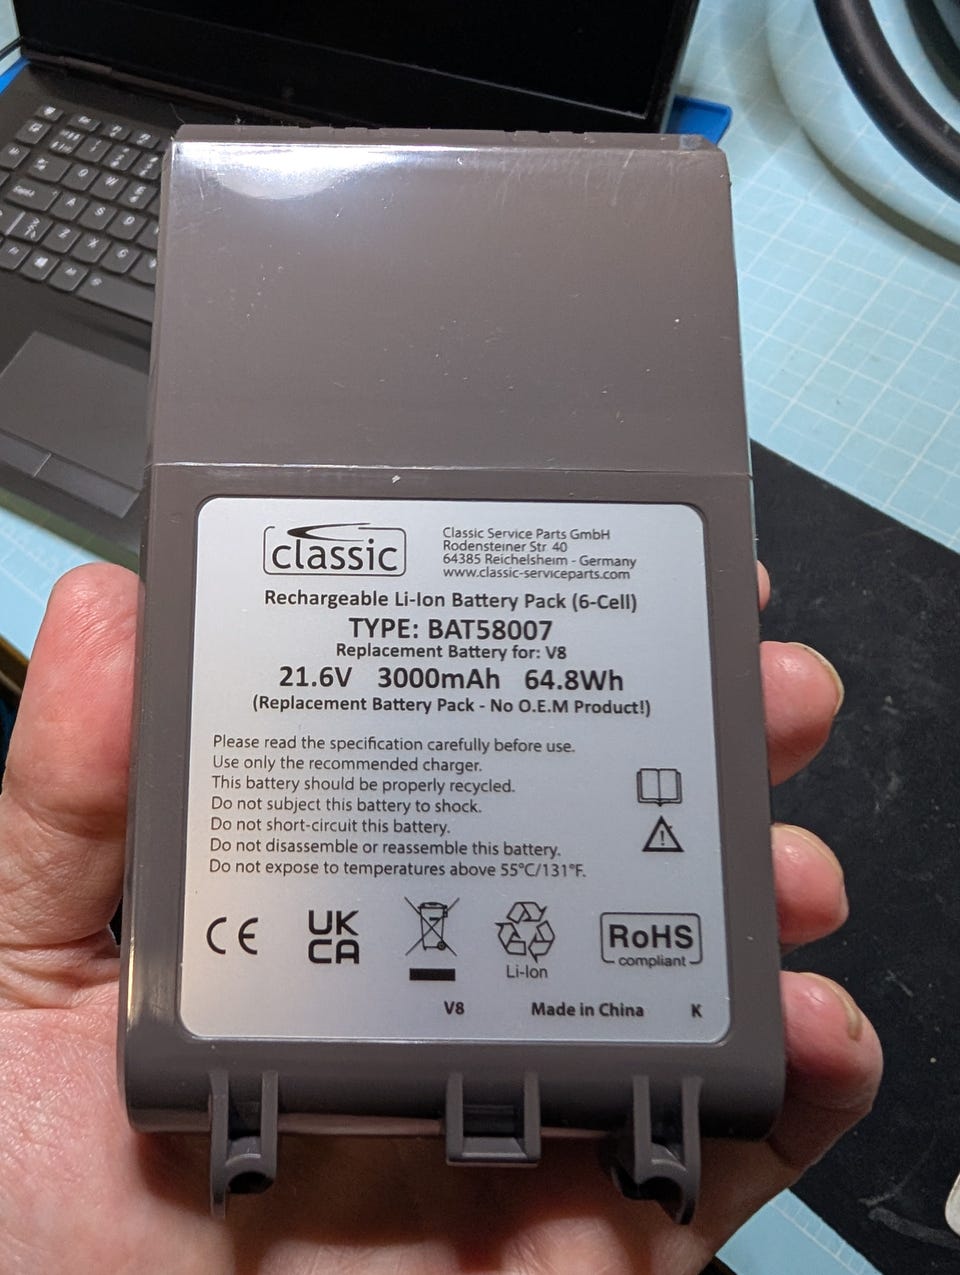 classic
Classic Service Parts GmbH
Rodensteiner Str. 40
64385 Reichelsheim - Germany
www.classic-serviceparts.com
Rechargeable Li-Ion Battery Pack (6-Cell)
TYPE: BAT58007
Replacement Battery for: V8
21.6V 3000mAh 64.8Wh
(Replacement Battery Pack - No O.E.M Product!)
Please read the specification carefully before use.
Use only the recommended charger.
This battery should be properly recycled.
Do not subject this battery to shock.
Do not short-circuit this battery.
Do not disassemble or reassemble this battery.
Do not expose to temperatures above 55°C/131°F.
CE
UK
CA
Li-Ion
RoHS
compliant
V8 Made in China K